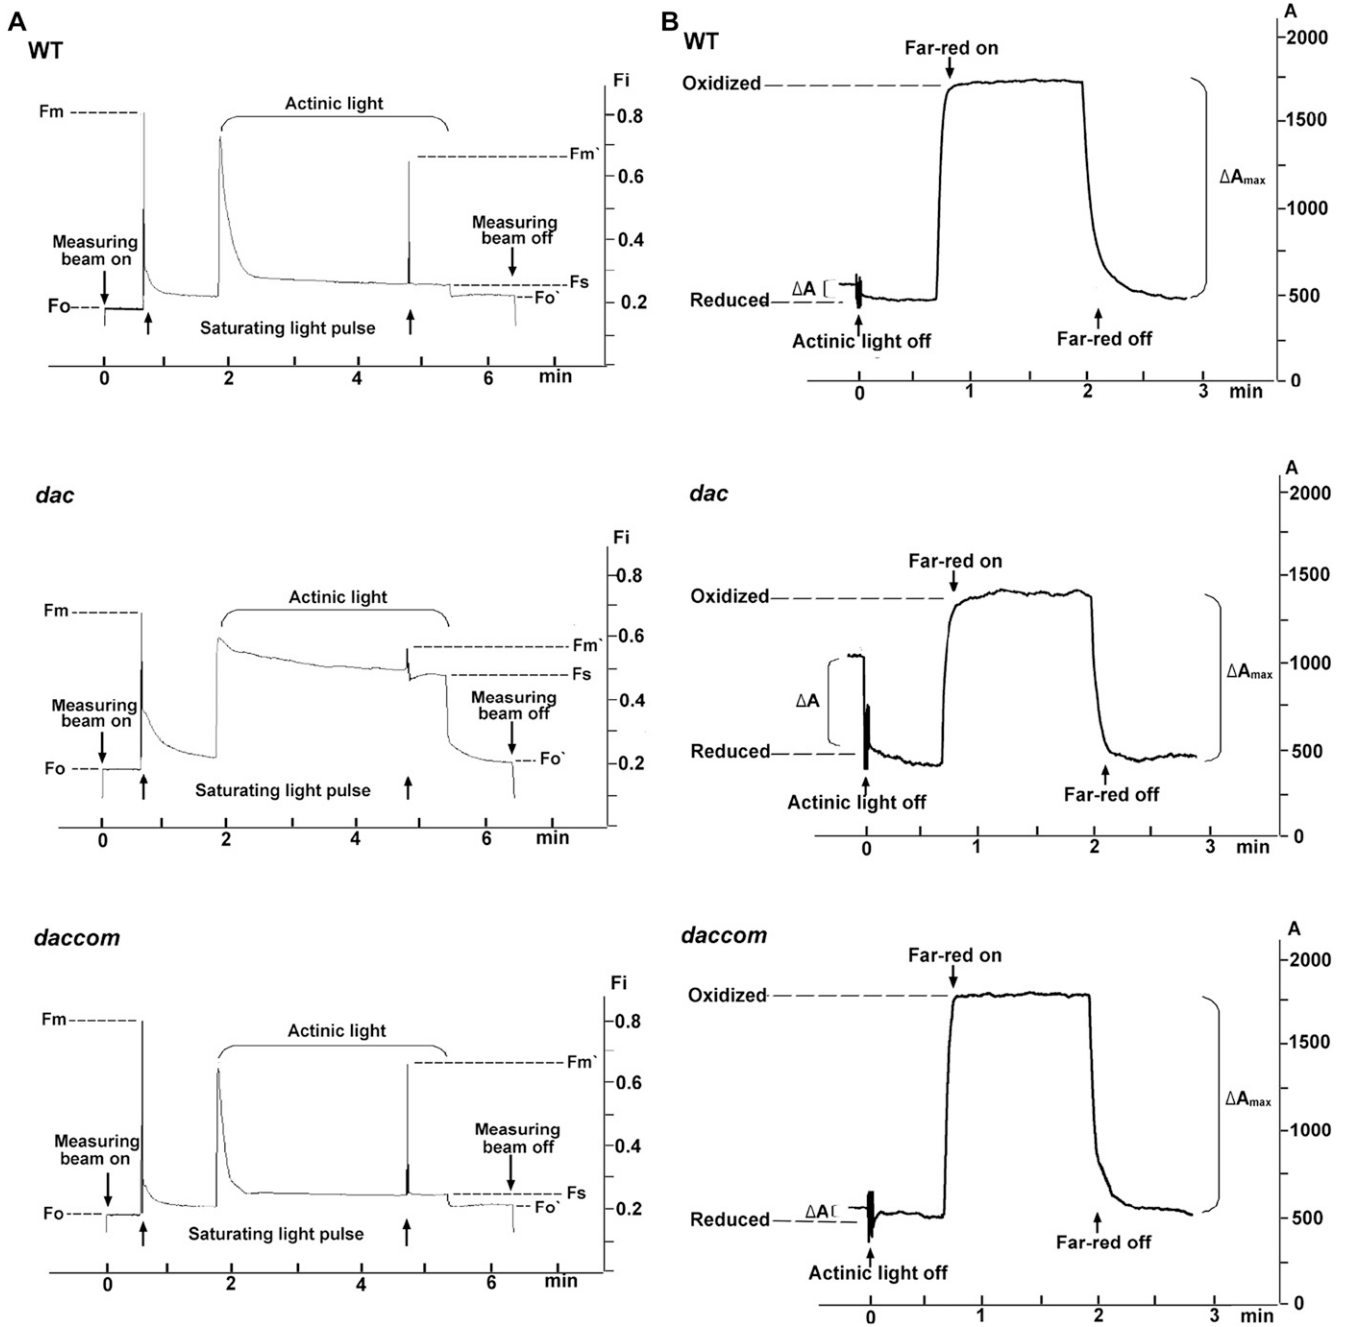 A
WT
Fi
Fm
Actinic light
0.8
Fm`
0.6
Measuring
beam on
Measuring
beam off
0.4
Fs
Fo
Fo`
0.2
Saturating light pulse
0 2 4 6 min
B
WT
A
2000
Far-red on
Oxidized
1500
ΔAmax
1000
ΔA
Reduced
500
Actinic light off
Far-red off
0
0 1 2 3 min
dac
Fi
0.8
Actinic light
Fm
0.6
Fm`
Fs
Measuring
beam on
Measuring
beam off
0.4
Fo
Fo`
0.2
Saturating light pulse
0 2 4 6 min
dac
A
2000
Far-red on
1500
Oxidized
1000
ΔAmax
ΔA
Reduced
500
Actinic light off
Far-red off
0
0 1 2 3 min
daccom
Fi
Fm
0.8
Actinic light
Fm`
0.6
Measuring
beam on
Measuring
beam off
0.4
Fs
Fo
Fo`
0.2
Saturating light pulse
0 2 4 6 min
daccom
A
Far-red on
2000
Oxidized
1500
ΔAmax
1000
ΔA
Reduced
500
Far-red off
Actinic light off
0
0 1 2 3 min